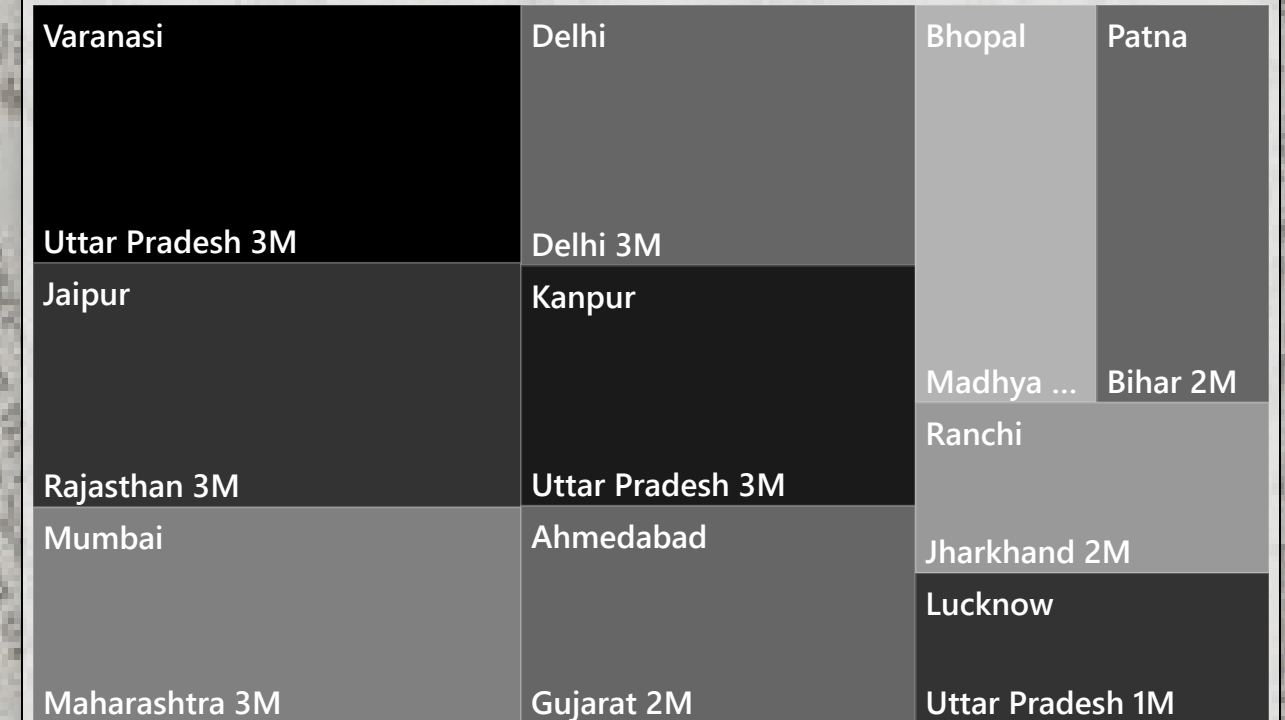 Varanasi
Uttar Pradesh 3M
Jaipur
Rajasthan 3M
Mumbai
Maharashtra 3M
Delhi
Delhi 3M
Kanpur
Uttar Pradesh 3M
Ahmedabad
Gujarat 2M
Bhopal
Madhya ...
Patna
Bihar 2M
Ranchi
Jharkhand 2M
Lucknow
Uttar Pradesh 1M